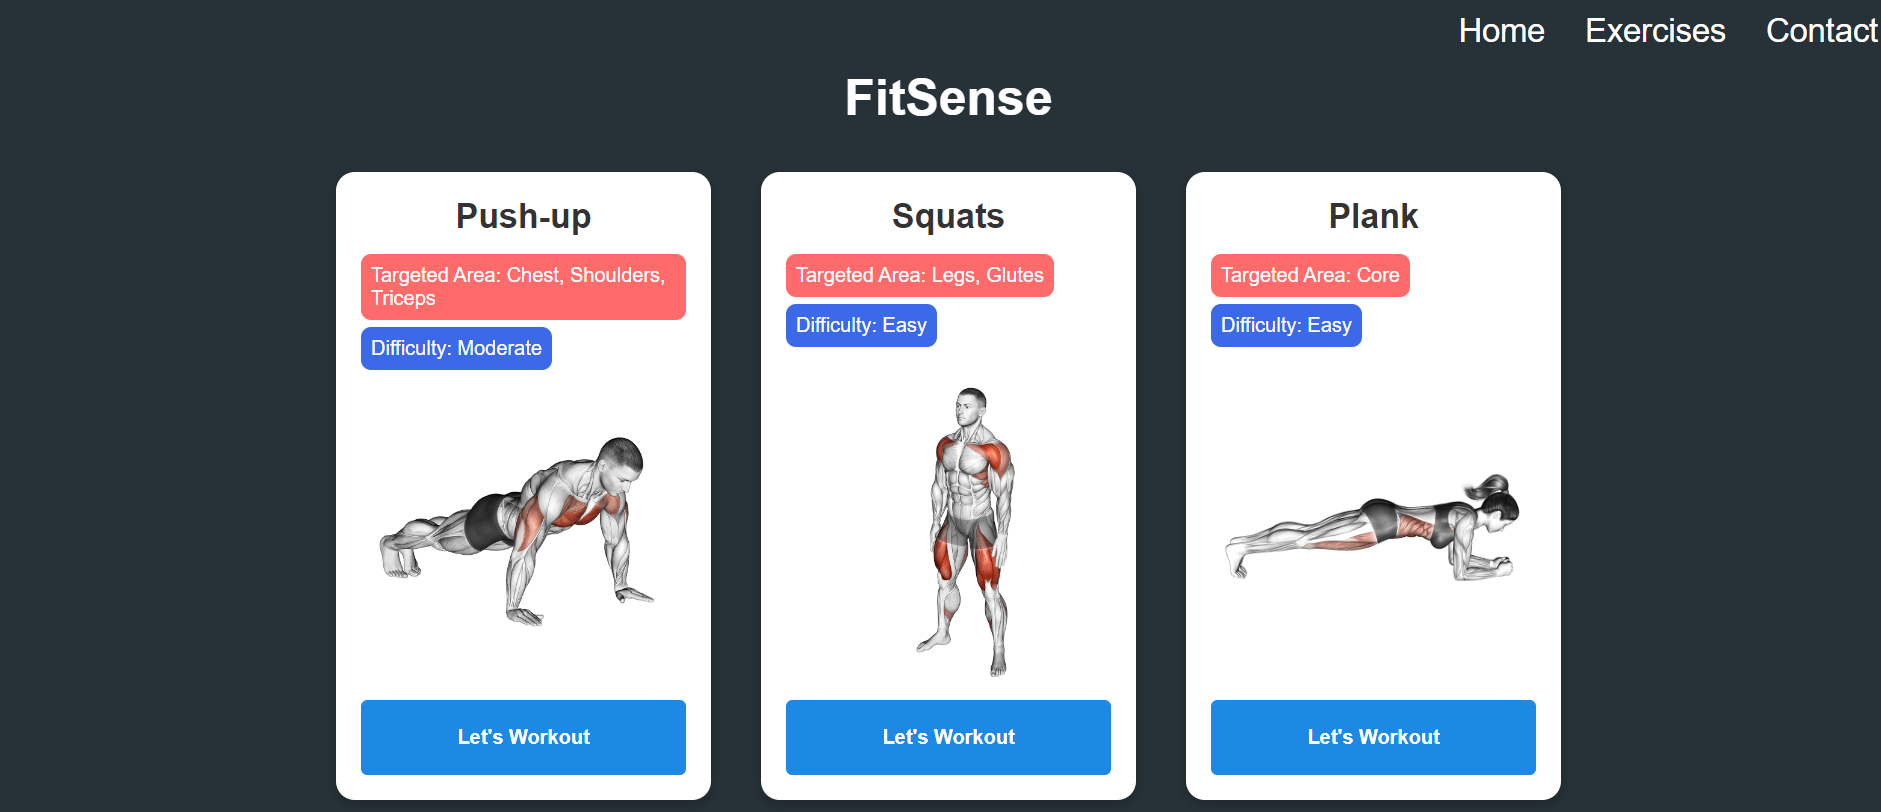 Home Exercises Contact
FitSense
Push-up
Targeted Area: Chest, Shoulders,
Triceps
Difficulty: Moderate
Let's Workout
Squats
Targeted Area: Legs, Glutes
Difficulty: Easy
Let's Workout
Plank
Targeted Area: Core
Difficulty: Easy
Let's Workout